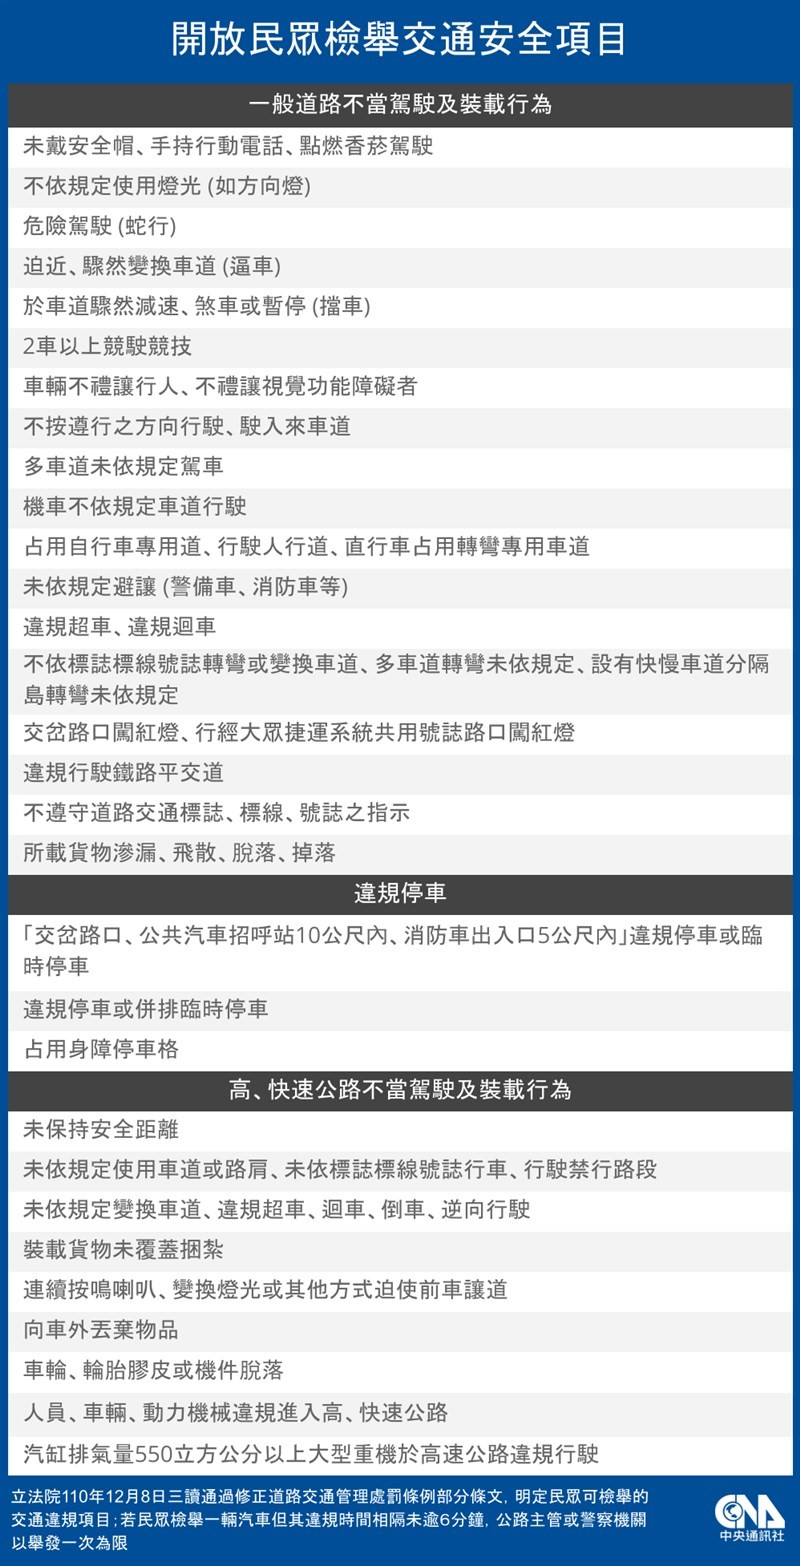 開放民眾檢舉交通安全項目
一般道路不當駕駛及裝載行為
未戴安全帽、手持行動電話、點燃香菸駕駛
不依規定使用燈光 (如方向燈)
危險駕駛 (蛇行)
迫近、驟然變換車道 (逼車)
於車道驟然減速、煞車或暫停 (擋車)
2車以上競駛競技
車輛不禮讓行人、不禮讓視覺功能障礙者
不按遵行之方向行駛、駛入來車道
多車道未依規定駕車
機車不依規定車道行駛
占用自行車專用道、行駛人行道、直行車占用轉彎專用車道
未依規定避讓 (警備車、消防車等)
違規超車、違規迴車
不依標誌標線號誌轉彎或變換車道、多車道轉彎未依規定、設有快慢車道分隔
島轉彎未依規定
交岔路口闖紅燈、行經大眾捷運系統共用號誌路口闖紅燈
違規行駛鐵路平交道
不遵守道路交通標誌、標線、號誌之指示
所載貨物滲漏、飛散、脫落、掉落
違規停車
「交岔路口、公共汽車招呼站10公尺內、消防車出入口5公尺內」違規停車或臨
時停車
違規停車或併排臨時停車
占用身障停車格
高、快速公路不當駕駛及裝載行為
未保持安全距離
未依規定使用車道或路肩、未依標誌標線號誌行車、行駛禁行路段
未依規定變換車道、違規超車、迴車、倒車、逆向行駛
裝載貨物未覆蓋捆紮
連續按鳴喇叭、變換燈光或其他方式迫使前車讓道
向車外丟棄物品
車輪、輪胎膠皮或機件脫落
人員、車輛、動力機械違規進入高、快速公路
汽缸排氣量550立方公分以上大型重機於高速公路違規行駛
立法院110年12月8日三讀通過修正道路交通管理處罰條例部分條文, 明定民眾可檢舉的
交通違規項目;若民眾檢舉一輛汽車但其違規時間相隔未逾6分鐘, 公路主管或警察機關
以舉發一次為限
CNA
中央通訊社